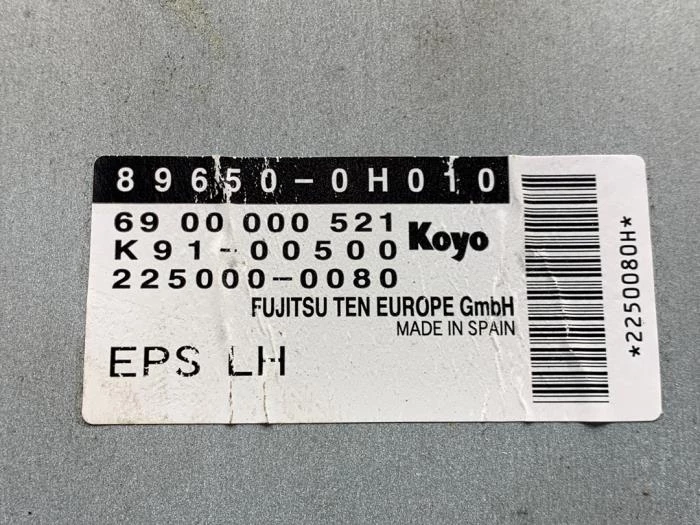 89650-0H010
69 00 000 521
K91-00500 Koyo
225000-0080
FUJITSU TEN EUROPE GmbH
MADE IN SPAIN
EPS LH
*2250080H*